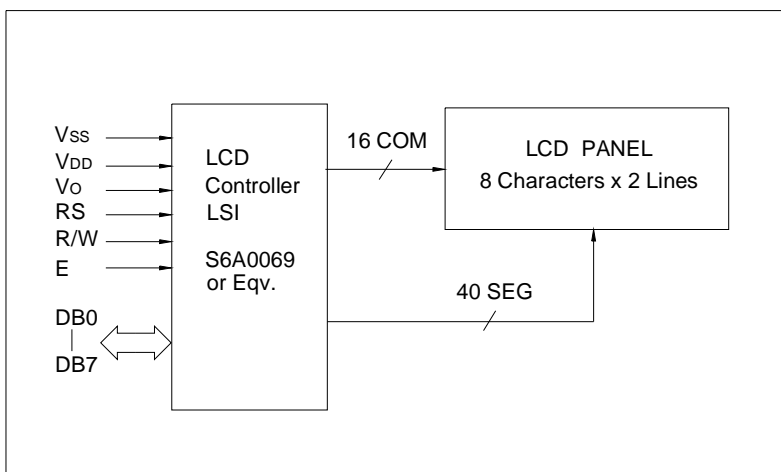 Vss
VDD
Vo
RS
R/W
E
DB0
DB7
LCD
Controller
LSI
S6A0069
or Eqv.
16 COM
40 SEG
LCD PANEL
8 Characters x 2 Lines